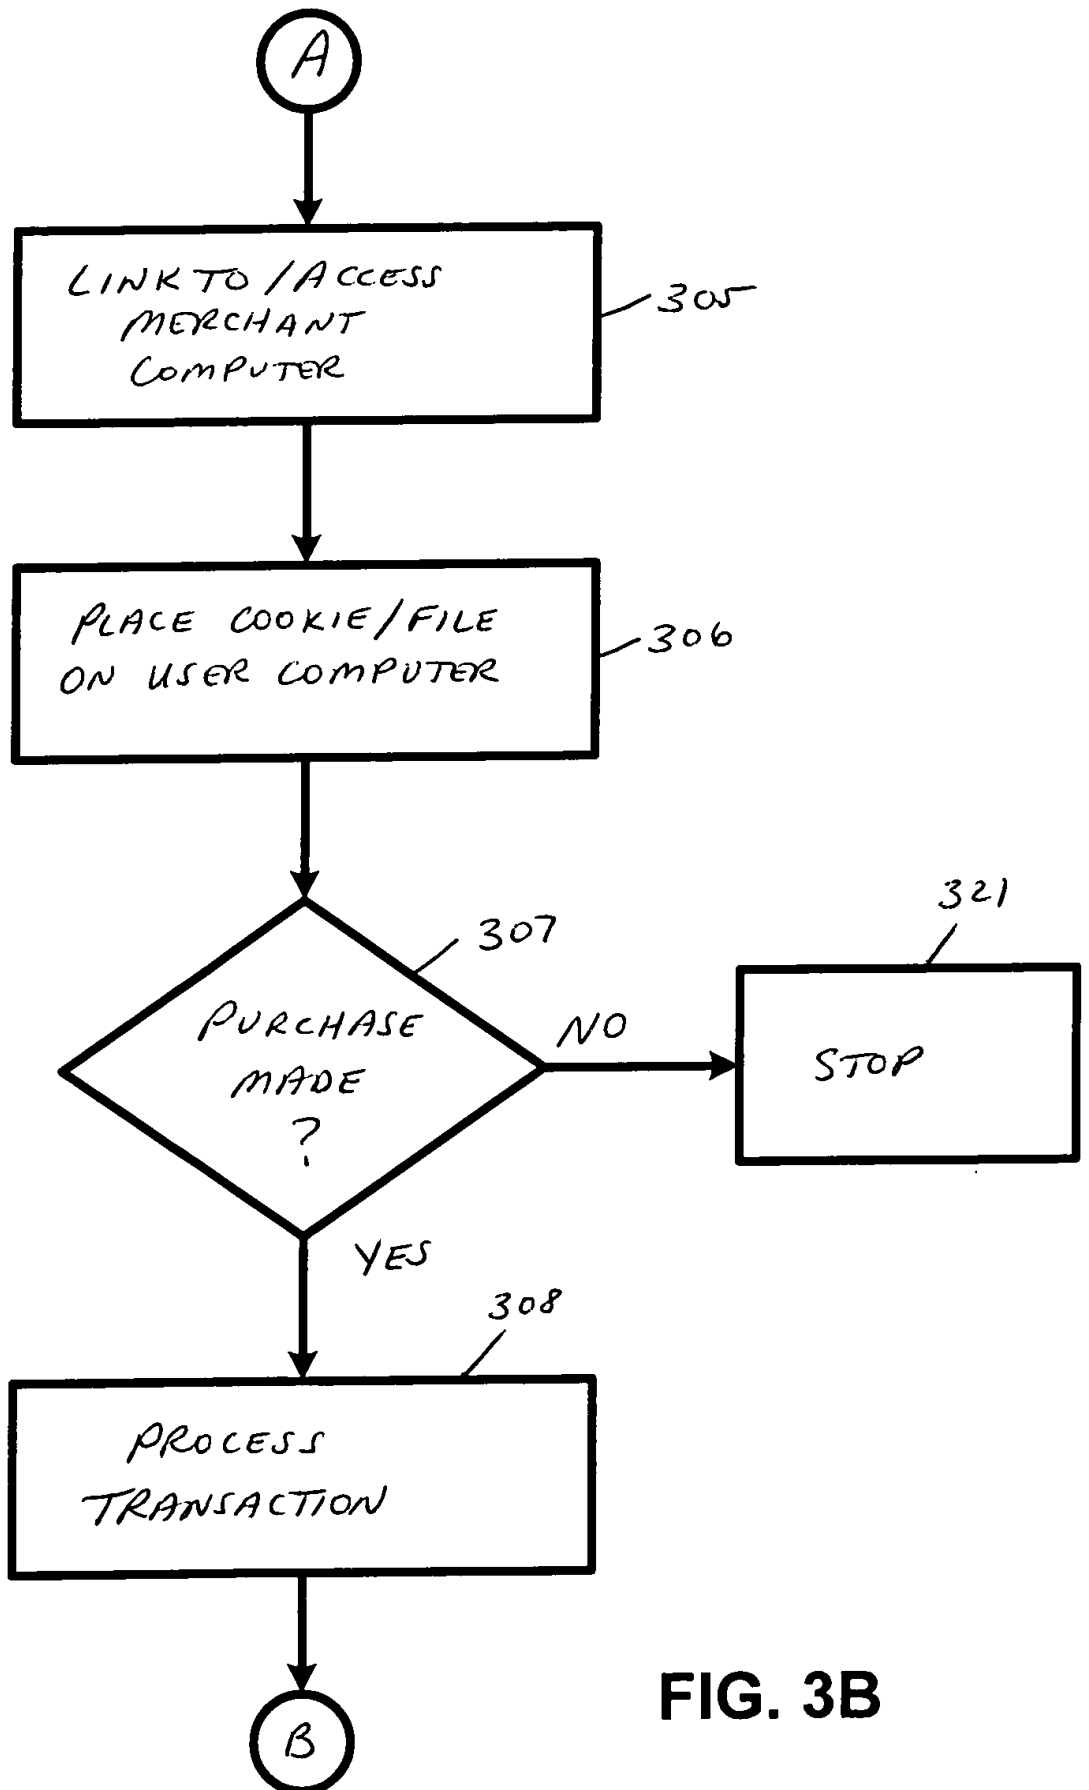 A
LINK TO / ACCESS
MERCHANT
COMPUTER
305
PLACE COOKIE/FILE
ON USER COMPUTER
306
307
321
PURCHASE
MADE
?
NO
STOP
YES
308
PROCESS
TRANSACTION
B
FIG. 3B